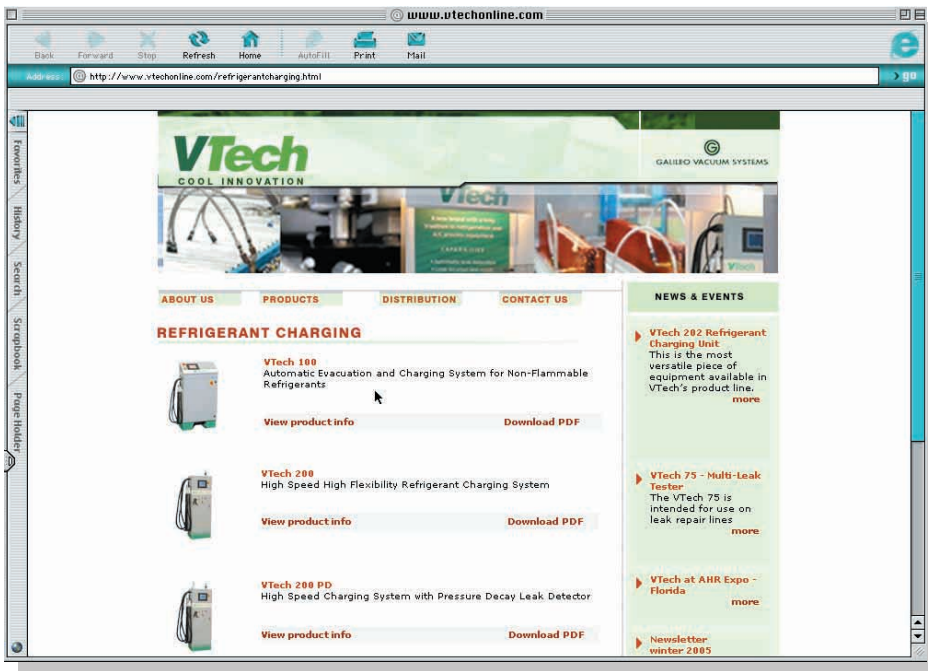 www.vtechonline.com
Back Forward Stop Refresh Home AutoFill Print Mail
Address: http://www.vtechonline.com/refrigerantcharging.html go
Favorites
History
Search
Scrapbook
Page Holder
VTech
COOL INNOVATION
G
GALILEO VACUUM SYSTEMS
VTech
CAPABILITIES
VTech
ABOUT US PRODUCTS DISTRIBUTION CONTACT US
REFRIGERANT CHARGING
VTech 100
Automatic Evacuation and Charging System for Non-Flammable
Refrigerants
View product info Download PDF
VTech 200
High Speed High Flexibility Refrigerant Charging System
View product info Download PDF
VTech 200 PD
High Speed Charging System with Pressure Decay Leak Detector
View product info Download PDF
NEWS & EVENTS
VTech 202 Refrigerant
Charging Unit
This is the most
versatile piece of
equipment available in
VTech's product line.
more
VTech 75 - Multi-Leak
Tester
The VTech 75 is
intended for use on
leak repair lines
more
VTech at AHR Expo -
Florida
more
Newsletter
winter 2005